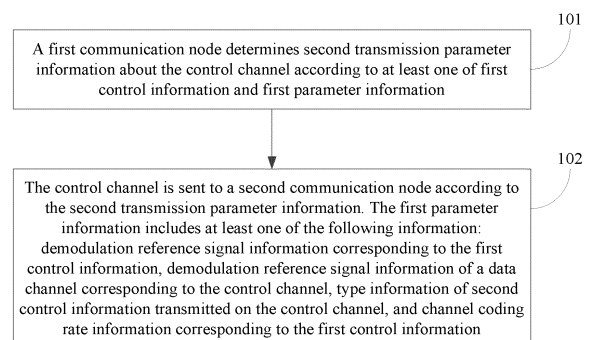 101
A first communication node determines second transmission parameter
information about the control channel according to at least one of first
control information and first parameter information
102
The control channel is sent to a second communication node according to
the second transmission parameter information. The first parameter
information includes at least one of the following information:
demodulation reference signal information corresponding to the first
control information, demodulation reference signal information of a data
channel corresponding to the control channel, type information of second
control information transmitted on the control channel, and channel coding
rate information corresponding to the first control information